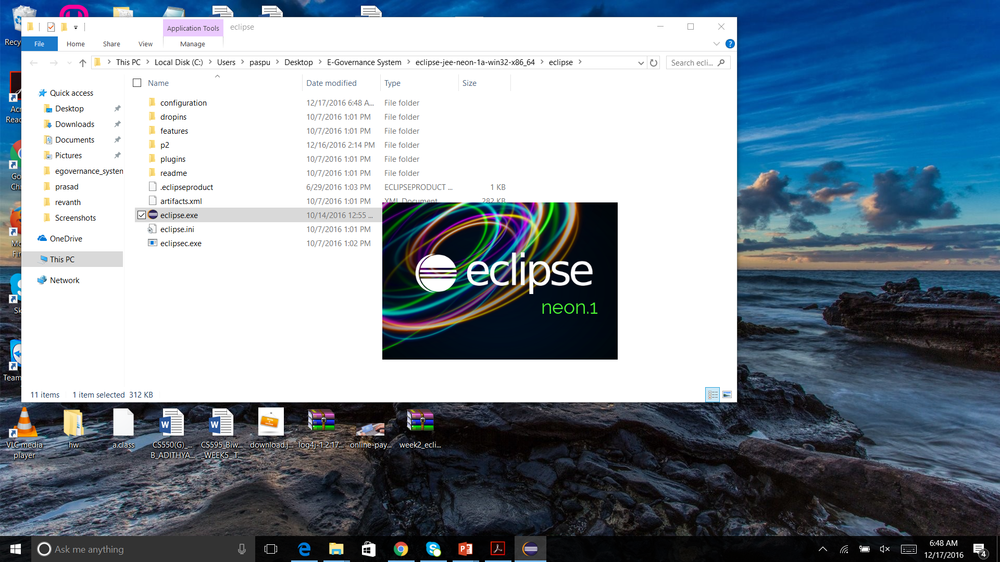 Application Tools
eclipse
File
Home
Share
View
Manage
This PC
Local Disk (C:)
Users
paspu
Desktop
E-Governance System
eclipse-jee-neon-1a-win32-x86_64
eclipse
Search ecli...
Name
Date modified
Type
Size
Quick access
Desktop
Downloads
Documents
Pictures
egovernance_system
prasad
revanth
Screenshots
OneDrive
This PC
Network
configuration 12/17/2016 6:48 A... File folder
dropins 10/7/2016 1:01 PM File folder
features 10/7/2016 1:01 PM File folder
p2 12/16/2016 2:14 PM File folder
plugins 10/7/2016 1:01 PM File folder
readme 10/7/2016 1:01 PM File folder
.eclipseproduct 6/29/2016 1:03 PM ECLIPSEPRODUCT ... 1 KB
artifacts.xml 10/7/2016 1:01 PM XML Document 282 KB
eclipse.exe 10/14/2016 12:55 ...
eclipse.ini 10/7/2016 1:01 PM
eclipsec.exe 10/7/2016 1:02 PM
eclipse
neon.1
11 items 1 item selected 312 KB
Recy
Acr
Read
Go
Chr
Mo
Fir
Sk
Team
VLC media
player
hw
a.class
CS550(G)_...
B_ADITHYA...
CS595_Biw...
_WEEK5_ T...
download.j...
log4j-1.2.17...
online-pay...
week2_ecli...
Ask me anything
6:48 AM
12/17/2016
4